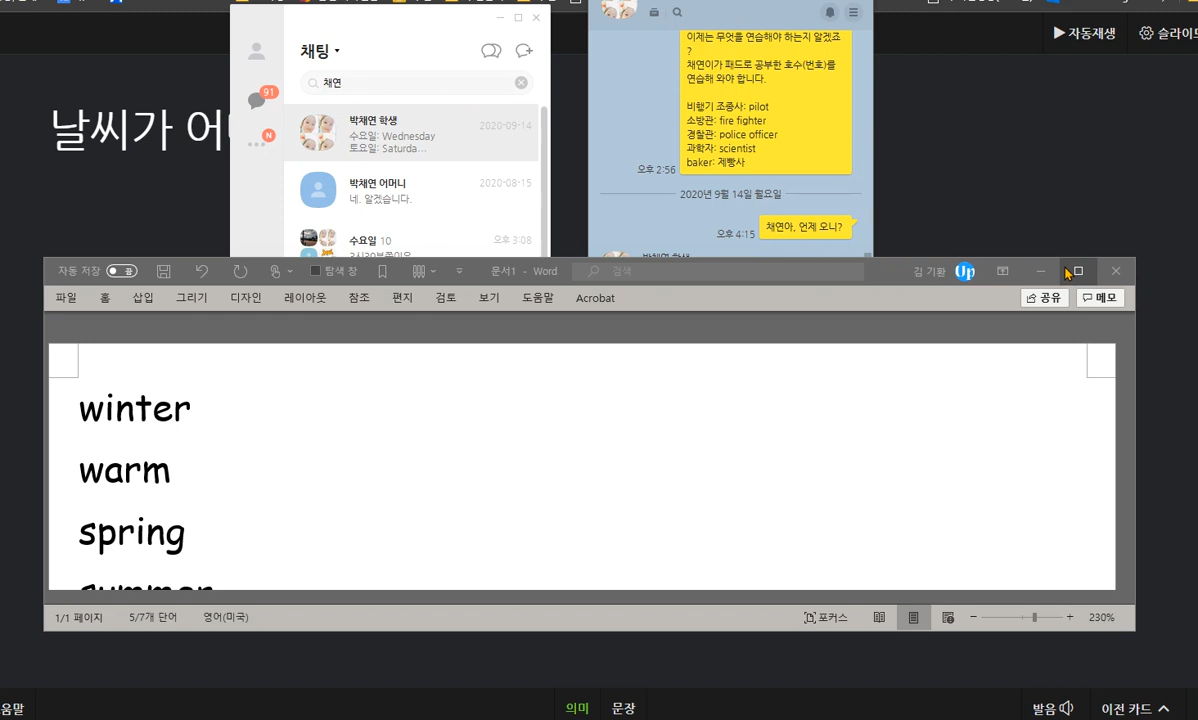 자동재생
슬라이드
날씨가 어
채팅
채연
91
N
박채연 학생
2020-09-14
수요일: Wednesday
토요일: Saturda...
박채연 어머니
2020-08-15
네. 알겠습니다.
수요일 10
오후 3:08
이제는 무엇을 연습해야 하는지 알겠죠
?
채연이가 패드로 공부한 호수(번호)를
연습해 와야 합니다.
비행기 조종사: pilot
소방관: fire fighter
경찰관: police officer
과학자: scientist
baker: 제빵사
오후 2:56
2020년 9월 14일 월요일
채연아, 언제 오니?
오후 4:15
자동 저장
끔
탐색 창
문서1 - Word
검색
김 기환
Up
파일 홈 삽입 그리기 디자인 레이아웃 참조 편지 검토 보기 도움말 Acrobat
공유
메모
winter
warm
spring
summer
1/1 페이지
5/7개 단어
영어(미국)
포커스
230%
움말
의미
문장
발음
이전 카드